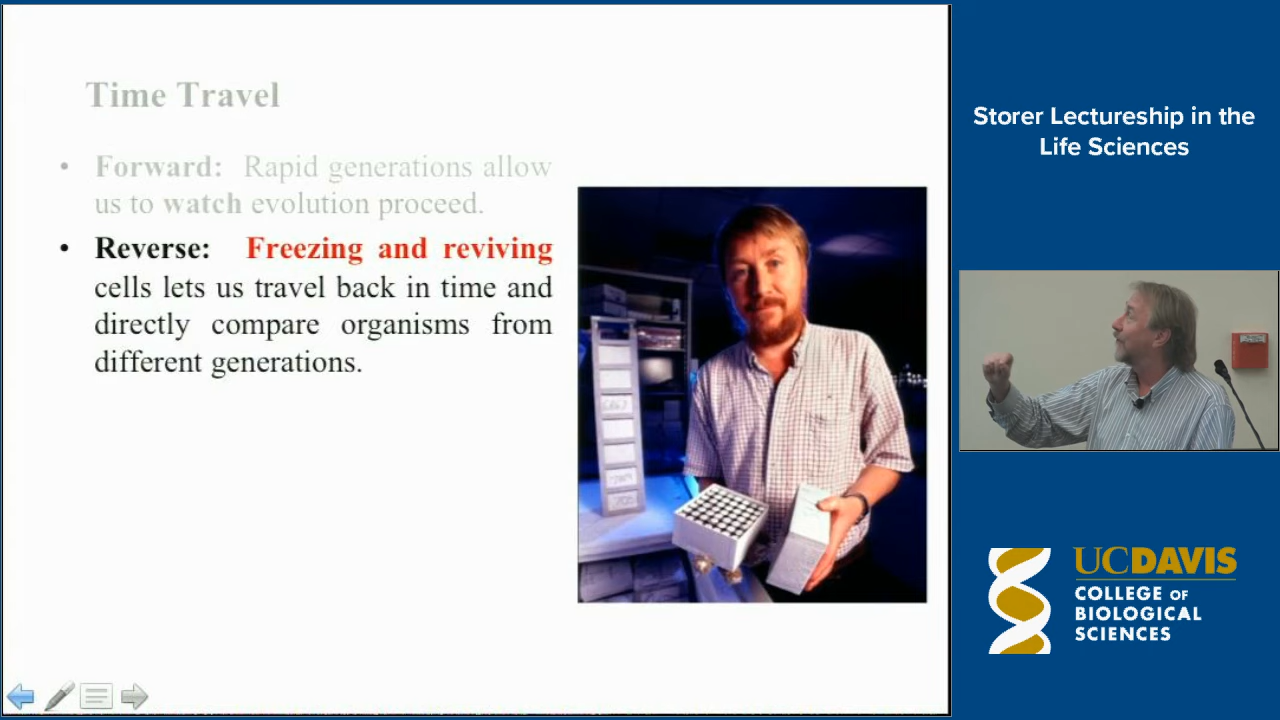 Time Travel
• Forward: Rapid generations allow
us to watch evolution proceed.
• Reverse: Freezing and reviving
cells lets us travel back in time and
directly compare organisms from
different generations.
Storer Lectureship in the
Life Sciences
UCDAVIS
COLLEGE OF
BIOLOGICAL
SCIENCES